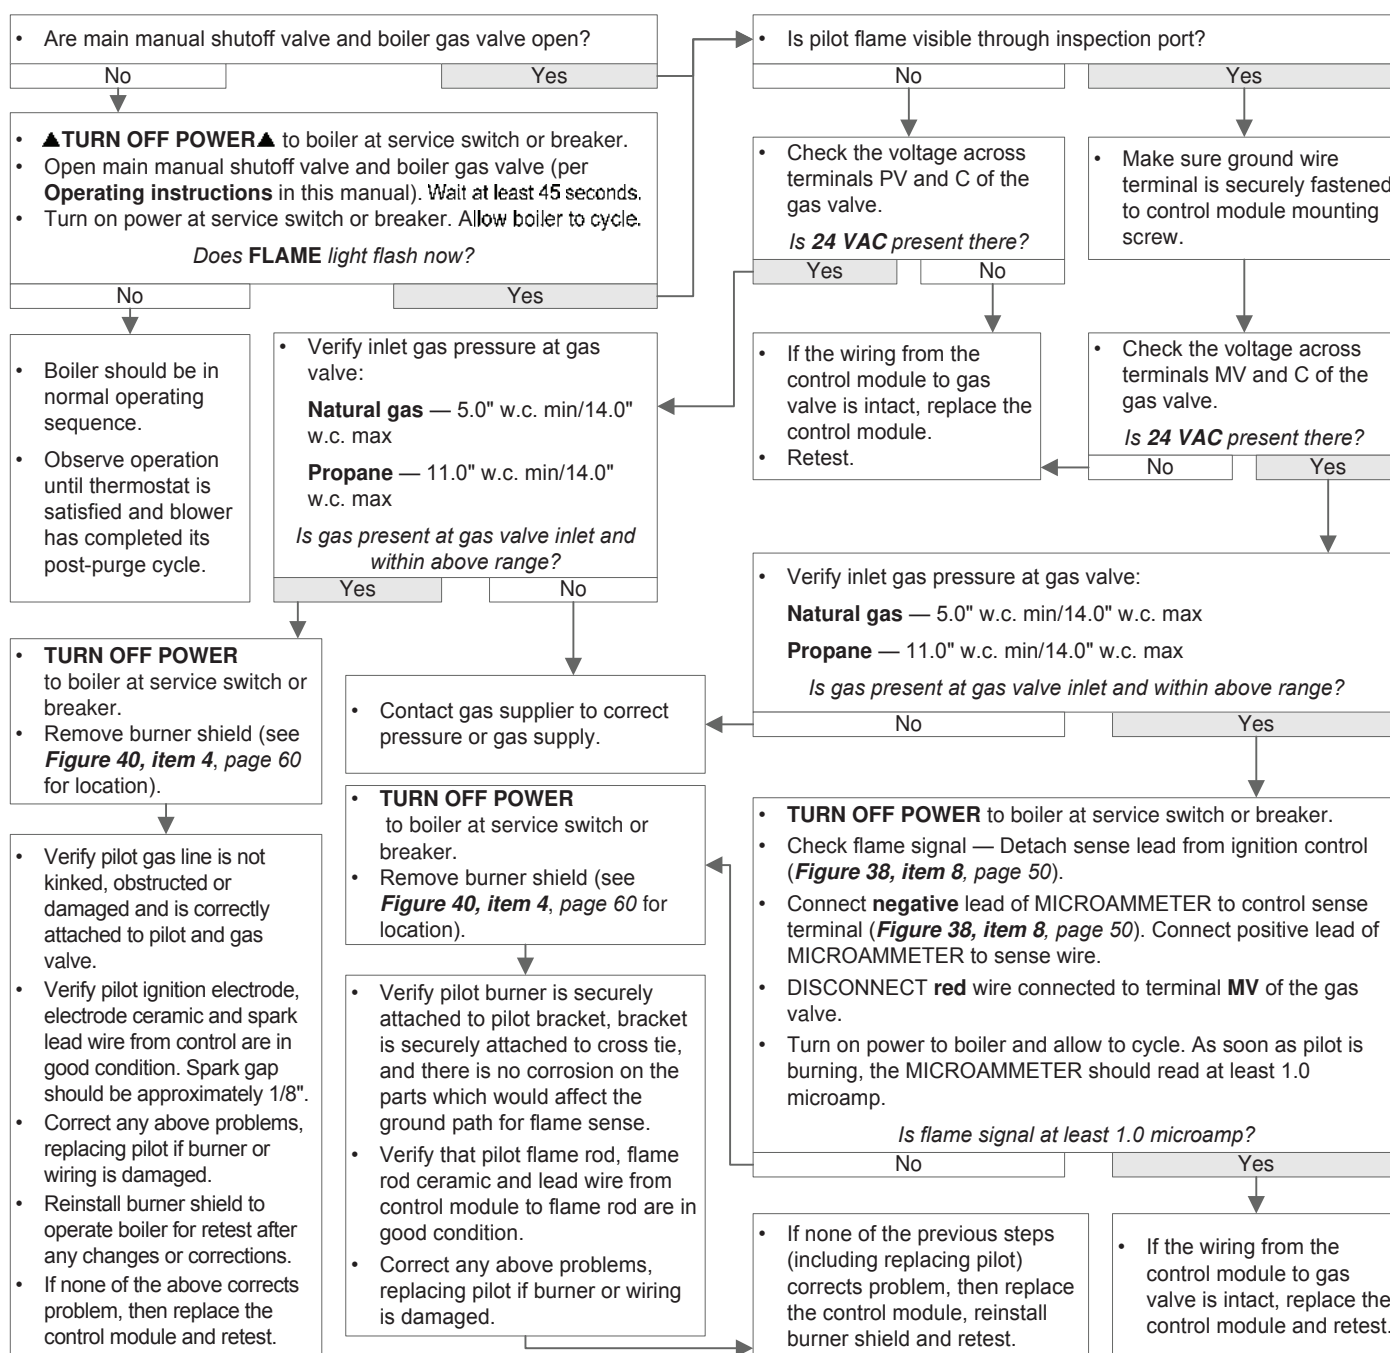 • Are main manual shutoff valve and boiler gas valve open?
No
Yes
• ▲TURN OFF POWER▲ to boiler at service switch or breaker.
• Open main manual shutoff valve and boiler gas valve (per
Operating instructions in this manual). Wait at least 45 seconds.
• Turn on power at service switch or breaker. Allow boiler to cycle.
Does FLAME light flash now?
No
Yes
• Boiler should be in
normal operating
sequence.
• Observe operation
until thermostat is
satisfied and blower
has completed its
post-purge cycle.
• Verify inlet gas pressure at gas
valve:
Natural gas — 5.0" w.c. min/14.0"
w.c. max
Propane — 11.0" w.c. min/14.0"
w.c. max
Is gas present at gas valve inlet and
within above range?
Yes
No
• TURN OFF POWER
to boiler at service switch or
breaker.
• Remove burner shield (see
Figure 40, item 4, page 60
for location).
• Verify pilot gas line is not
kinked, obstructed or
damaged and is correctly
attached to pilot and gas
valve.
• Verify pilot ignition electrode,
electrode ceramic and spark
lead wire from control are in
good condition. Spark gap
should be approximately 1/8".
• Correct any above problems,
replacing pilot if burner or
wiring is damaged.
• Reinstall burner shield to
operate boiler for retest after
any changes or corrections.
• If none of the above corrects
problem, then replace the
control module and retest.
• Contact gas supplier to correct
pressure or gas supply.
• TURN OFF POWER
to boiler at service switch or
breaker.
• Remove burner shield (see
Figure 40, item 4, page 60 for
location).
• Verify pilot burner is securely
attached to pilot bracket, bracket
is securely attached to cross tie,
and there is no corrosion on the
parts which would affect the
ground path for flame sense.
• Verify that pilot flame rod, flame
rod ceramic and lead wire from
control module to flame rod are in
good condition.
• Correct any above problems,
replacing pilot if burner or wiring
is damaged.
• Is pilot flame visible through inspection port?
No
Yes
• Check the voltage across
terminals PV and C of the
gas valve.
Is 24 VAC present there?
Yes
No
• If the wiring from the
control module to gas
valve is intact, replace the
control module.
• Retest.
• Make sure ground wire
terminal is securely fastened
to control module mounting
screw.
• Check the voltage across
terminals MV and C of the
gas valve.
Is 24 VAC present there?
No
Yes
• Verify inlet gas pressure at gas valve:
Natural gas — 5.0" w.c. min/14.0" w.c. max
Propane — 11.0" w.c. min/14.0" w.c. max
Is gas present at gas valve inlet and within above range?
No
Yes
• TURN OFF POWER to boiler at service switch or breaker.
• Check flame signal — Detach sense lead from ignition control
(Figure 38, item 8, page 50).
• Connect negative lead of MICROAMMETER to control sense
terminal (Figure 38, item 8, page 50). Connect positive lead of
MICROAMMETER to sense wire.
• DISCONNECT red wire connected to terminal MV of the gas
valve.
• Turn on power to boiler and allow to cycle. As soon as pilot is
burning, the MICROAMMETER should read at least 1.0
microamp.
Is flame signal at least 1.0 microamp?
No
Yes
• If none of the previous steps
(including replacing pilot)
corrects problem, then replace
the control module, reinstall
burner shield and retest.
• If the wiring from the
control module to gas
valve is intact, replace the
control module and retest.